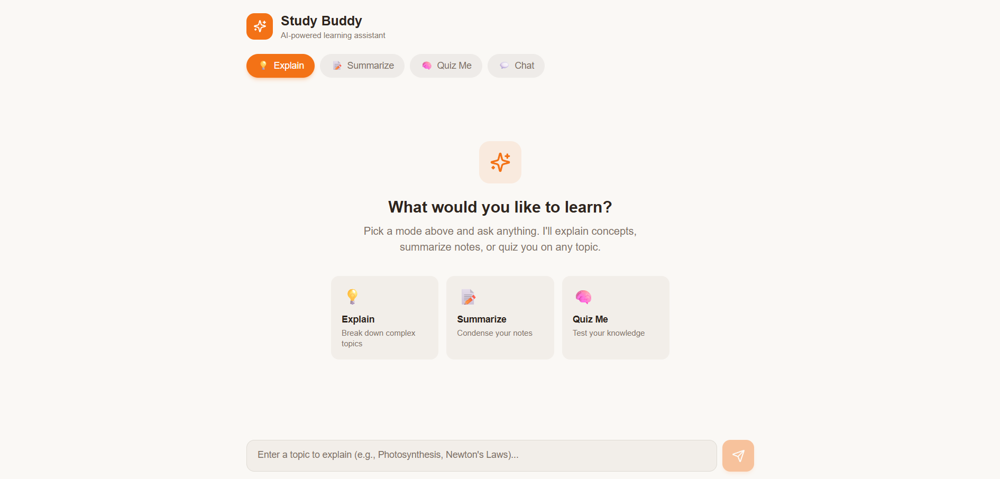 Study Buddy
AI-powered learning assistant
Explain
Summarize
Quiz Me
Chat
What would you like to learn?
Pick a mode above and ask anything. I'll explain concepts,
summarize notes, or quiz you on any topic.
Explain
Break down complex
topics
Summarize
Condense your notes
Quiz Me
Test your knowledge
Enter a topic to explain (e.g., Photosynthesis, Newton's Laws)...